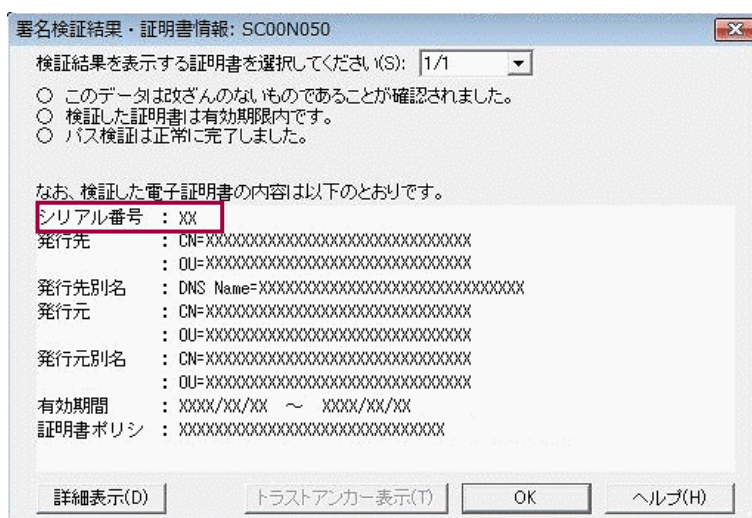 署名検証結果・証明書情報: SC00N050
検証結果を表示する証明書を選択してください(S): 1/1
○ このデータは改ざんのないものであることが確認されました。
○ 検証した証明書は有効期限内です。
○ パス検証は正常に完了しました。
なお、検証した電子証明書の内容は以下のとおりです。
シリアル番号 : XX
発行先 : CN=XXXXXXXXXXXXXXXXXXXXXXXXXXXXXX
: OU=XXXXXXXXXXXXXXXXXXXXXXXXXXXXXX
発行先別名 : DNS Name=XXXXXXXXXXXXXXXXXXXXXXXXXXXXXX
発行元 : CN=XXXXXXXXXXXXXXXXXXXXXXXXXXXXXX
: OU=XXXXXXXXXXXXXXXXXXXXXXXXXXXXXX
発行元別名 : CN=XXXXXXXXXXXXXXXXXXXXXXXXXXXXXX
: OU=XXXXXXXXXXXXXXXXXXXXXXXXXXXXXX
有効期間 : XXXX/XX/XX ～ XXXX/XX/XX
証明書ポリシ : XXXXXXXXXXXXXXXXXXXXXXXXXXXXXX
詳細表示(D) トラストアンカー表示(T) OK ヘルプ(H)